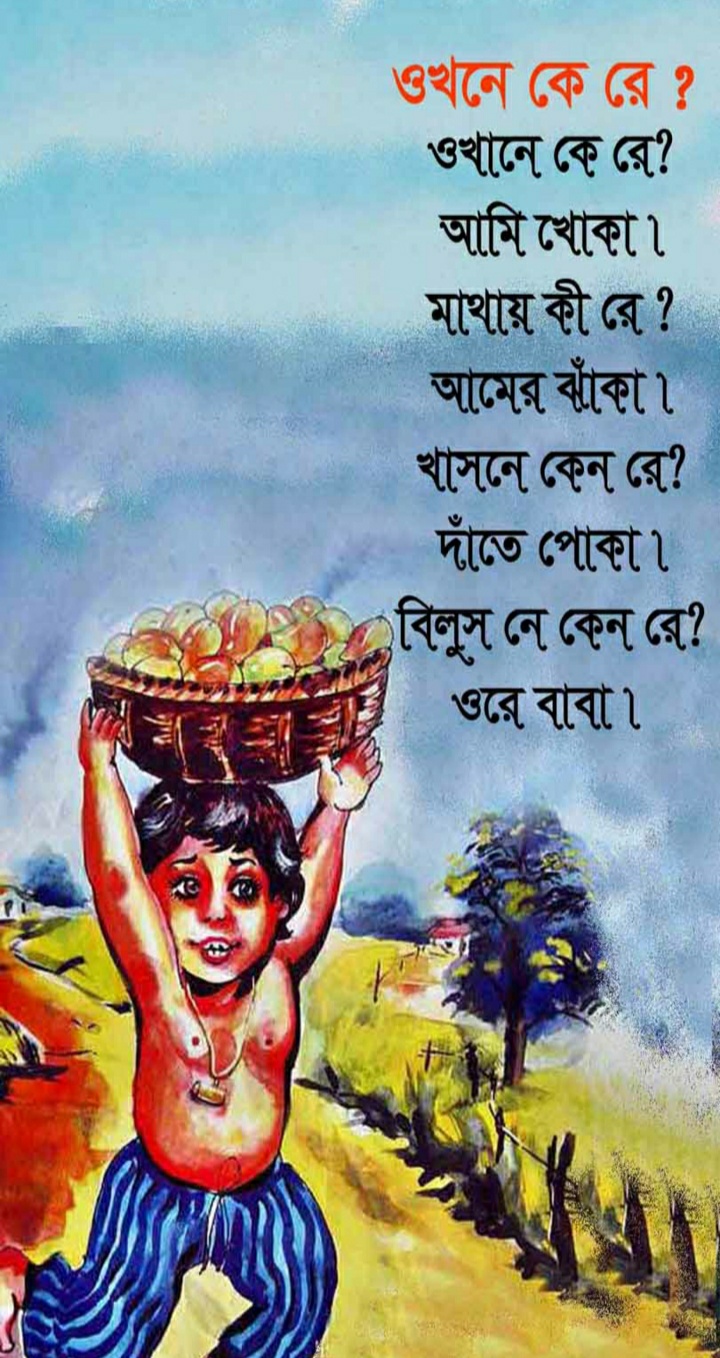 ওখনে কে রে ?
ওখানে কে রে?
আমি খোকা।
মাথায় কী রে ?
আমের ঝাঁকা।
খাসনে কেন রে?
দাঁতে পোকা।
বিলুস নে কেন রে?
ওরে বাবা।